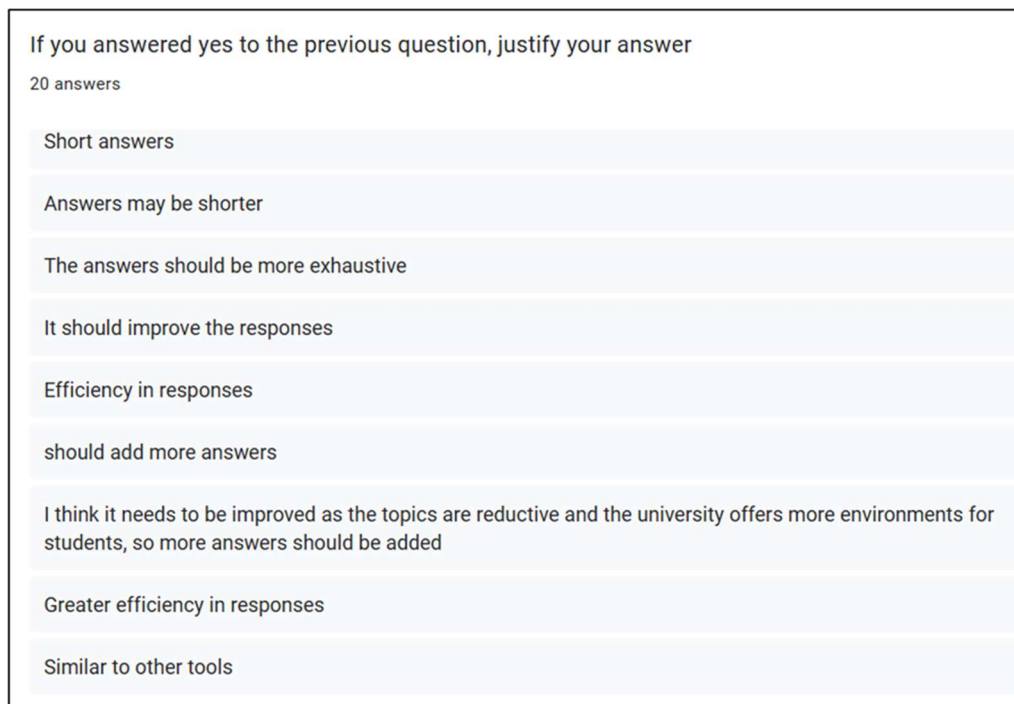 If you answered yes to the previous question, justify your answer
20 answers
Short answers
Answers may be shorter
The answers should be more exhaustive
It should improve the responses
Efficiency in responses
should add more answers
I think it needs to be improved as the topics are reductive and the university offers more environments for
students, so more answers should be added
Greater efficiency in responses
Similar to other tools